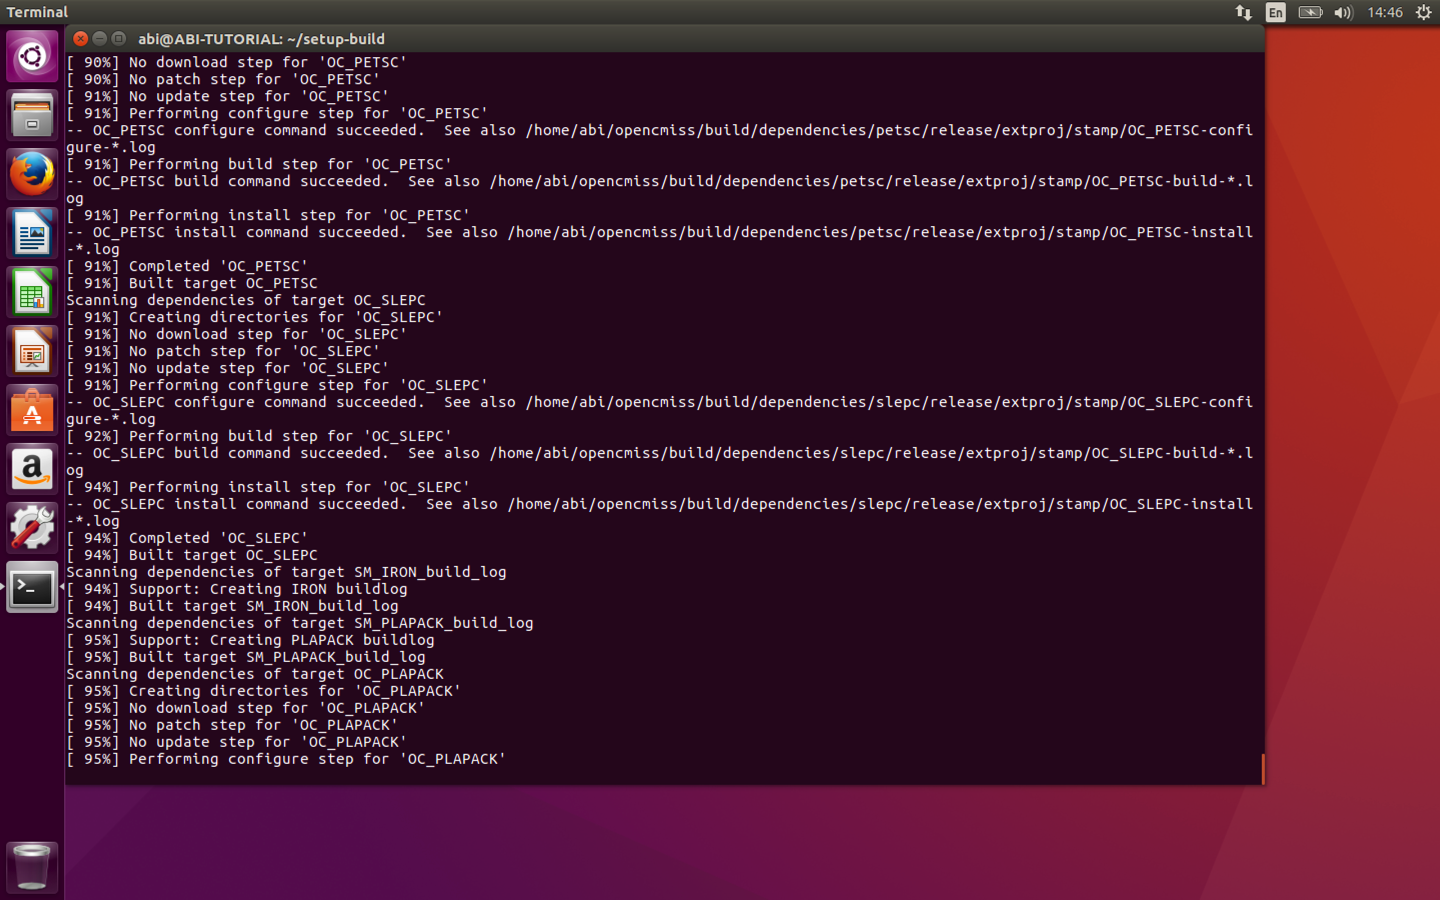 Terminal
En
14:46
abi@ABI-TUTORIAL: ~/setup-build
[ 90%] No download step for 'OC_PETSC'
[ 90%] No patch step for 'OC_PETSC'
[ 91%] No update step for 'OC_PETSC'
[ 91%] Performing configure step for 'OC_PETSC'
-- OC_PETSC configure command succeeded.  See also /home/abi/opencmiss/build/dependencies/petsc/release/extproj/stamp/OC_PETSC-confi
gure-*.log
[ 91%] Performing build step for 'OC_PETSC'
-- OC_PETSC build command succeeded.  See also /home/abi/opencmiss/build/dependencies/petsc/release/extproj/stamp/OC_PETSC-build-*.l
og
[ 91%] Performing install step for 'OC_PETSC'
-- OC_PETSC install command succeeded.  See also /home/abi/opencmiss/build/dependencies/petsc/release/extproj/stamp/OC_PETSC-install
-*.log
[ 91%] Completed 'OC_PETSC'
[ 91%] Built target OC_PETSC
Scanning dependencies of target OC_SLEPC
[ 91%] Creating directories for 'OC_SLEPC'
[ 91%] No download step for 'OC_SLEPC'
[ 91%] No patch step for 'OC_SLEPC'
[ 91%] No update step for 'OC_SLEPC'
[ 91%] Performing configure step for 'OC_SLEPC'
-- OC_SLEPC configure command succeeded.  See also /home/abi/opencmiss/build/dependencies/slepc/release/extproj/stamp/OC_SLEPC-confi
gure-*.log
[ 92%] Performing build step for 'OC_SLEPC'
-- OC_SLEPC build command succeeded.  See also /home/abi/opencmiss/build/dependencies/slepc/release/extproj/stamp/OC_SLEPC-build-*.l
og
[ 94%] Performing install step for 'OC_SLEPC'
-- OC_SLEPC install command succeeded.  See also /home/abi/opencmiss/build/dependencies/slepc/release/extproj/stamp/OC_SLEPC-install
-*.log
[ 94%] Completed 'OC_SLEPC'
[ 94%] Built target OC_SLEPC
Scanning dependencies of target SM_IRON_build_log
[ 94%] Support: Creating IRON buildlog
[ 94%] Built target SM_IRON_build_log
Scanning dependencies of target SM_PLAPACK_build_log
[ 95%] Support: Creating PLAPACK buildlog
[ 95%] Built target SM_PLAPACK_build_log
Scanning dependencies of target OC_PLAPACK
[ 95%] Creating directories for 'OC_PLAPACK'
[ 95%] No download step for 'OC_PLAPACK'
[ 95%] No patch step for 'OC_PLAPACK'
[ 95%] No update step for 'OC_PLAPACK'
[ 95%] Performing configure step for 'OC_PLAPACK'